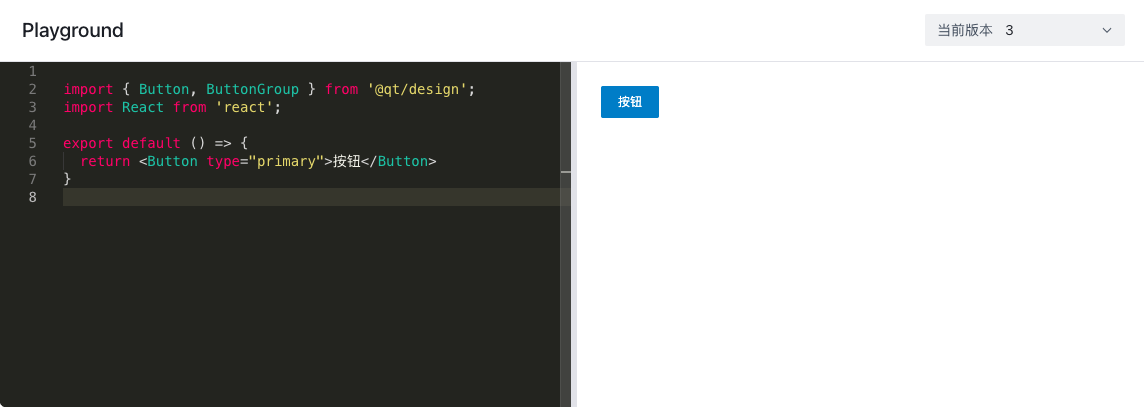 Playground
当前版本 3
1
2 import { Button, ButtonGroup } from '@qt/design';
3 import React from 'react';
4
5 export default () => {
6   return <Button type="primary">按钮</Button>
7 }
8
按钮